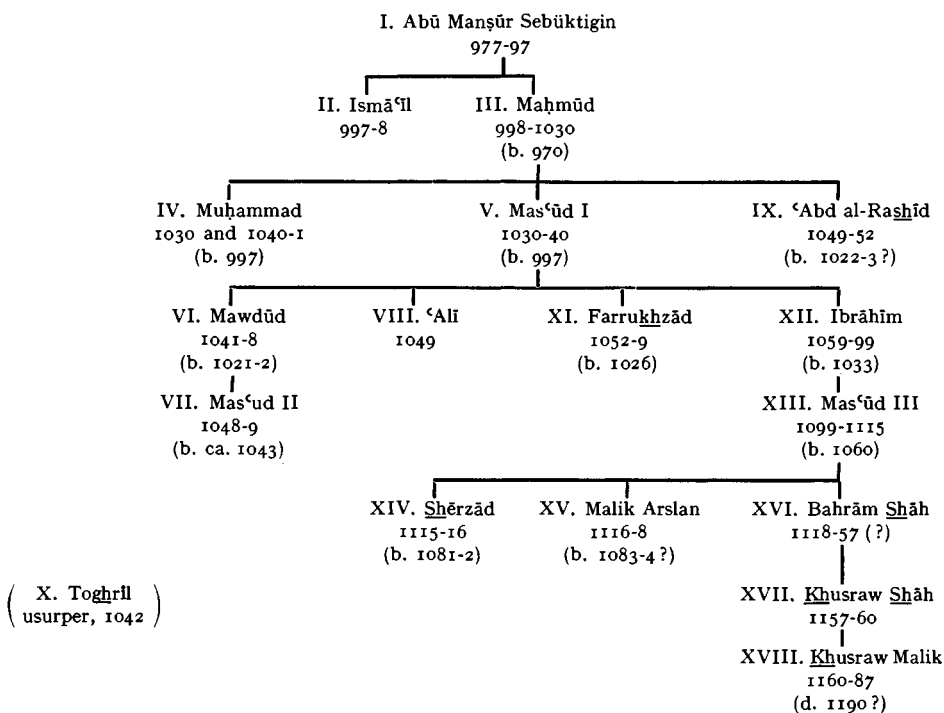 I. Abū Manṣūr Sebüktigin
977-97
II. Ismāʿīl III. Maḥmūd
997-8 998-1030
(b. 970)
IV. Muḥammad V. Masʿūd I IX. ʿAbd al-Rashīd
1030 and 1040-1 1030-40 1049-52
(b. 997) (b. 997) (b. 1022-3?)
VI. Mawdūd VIII. ʿAlī XI. Farrukhzād XII. Ibrāhīm
1041-8 1049 1052-9 1059-99
(b. 1021-2) (b. 1026) (b. 1033)
VII. Masʿud II XIII. Masʿūd III
1048-9 1099-1115
(b. ca. 1043) (b. 1060)
XIV. Shērzād XV. Malik Arslan XVI. Bahrām Shāh
1115-16 1116-8 1118-57 (?)
(b. 1081-2) (b. 1083-4?)
X. Toghrïl XVII. Khusraw Shāh
usurper, 1042 1157-60
XVIII. Khusraw Malik
1160-87
(d. 1190?)